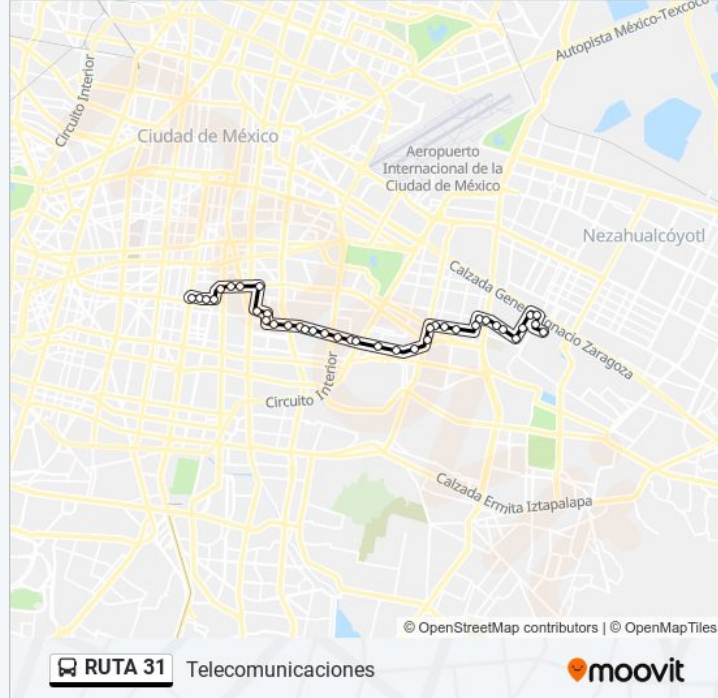 Autopista México-Texcoco
Circuito Interior
Ciudad de México
Aeropuerto
Internacional de la
Ciudad de México
Nezahualcóyotl
Calzada General Ignacio Zaragoza
Circuito Interior
Calzada Ermita Iztapalapa
© OpenStreetMap contributors | © OpenMapTiles
RUTA 31 Telecomunicaciones
moovit